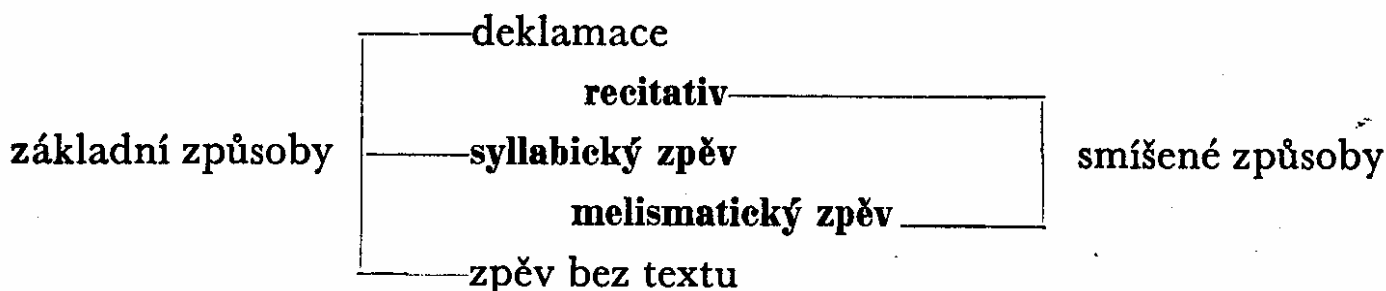 deklamace
recitativ
základní způsoby syllabický zpěv smíšené způsoby
melismatický zpěv
zpěv bez textu